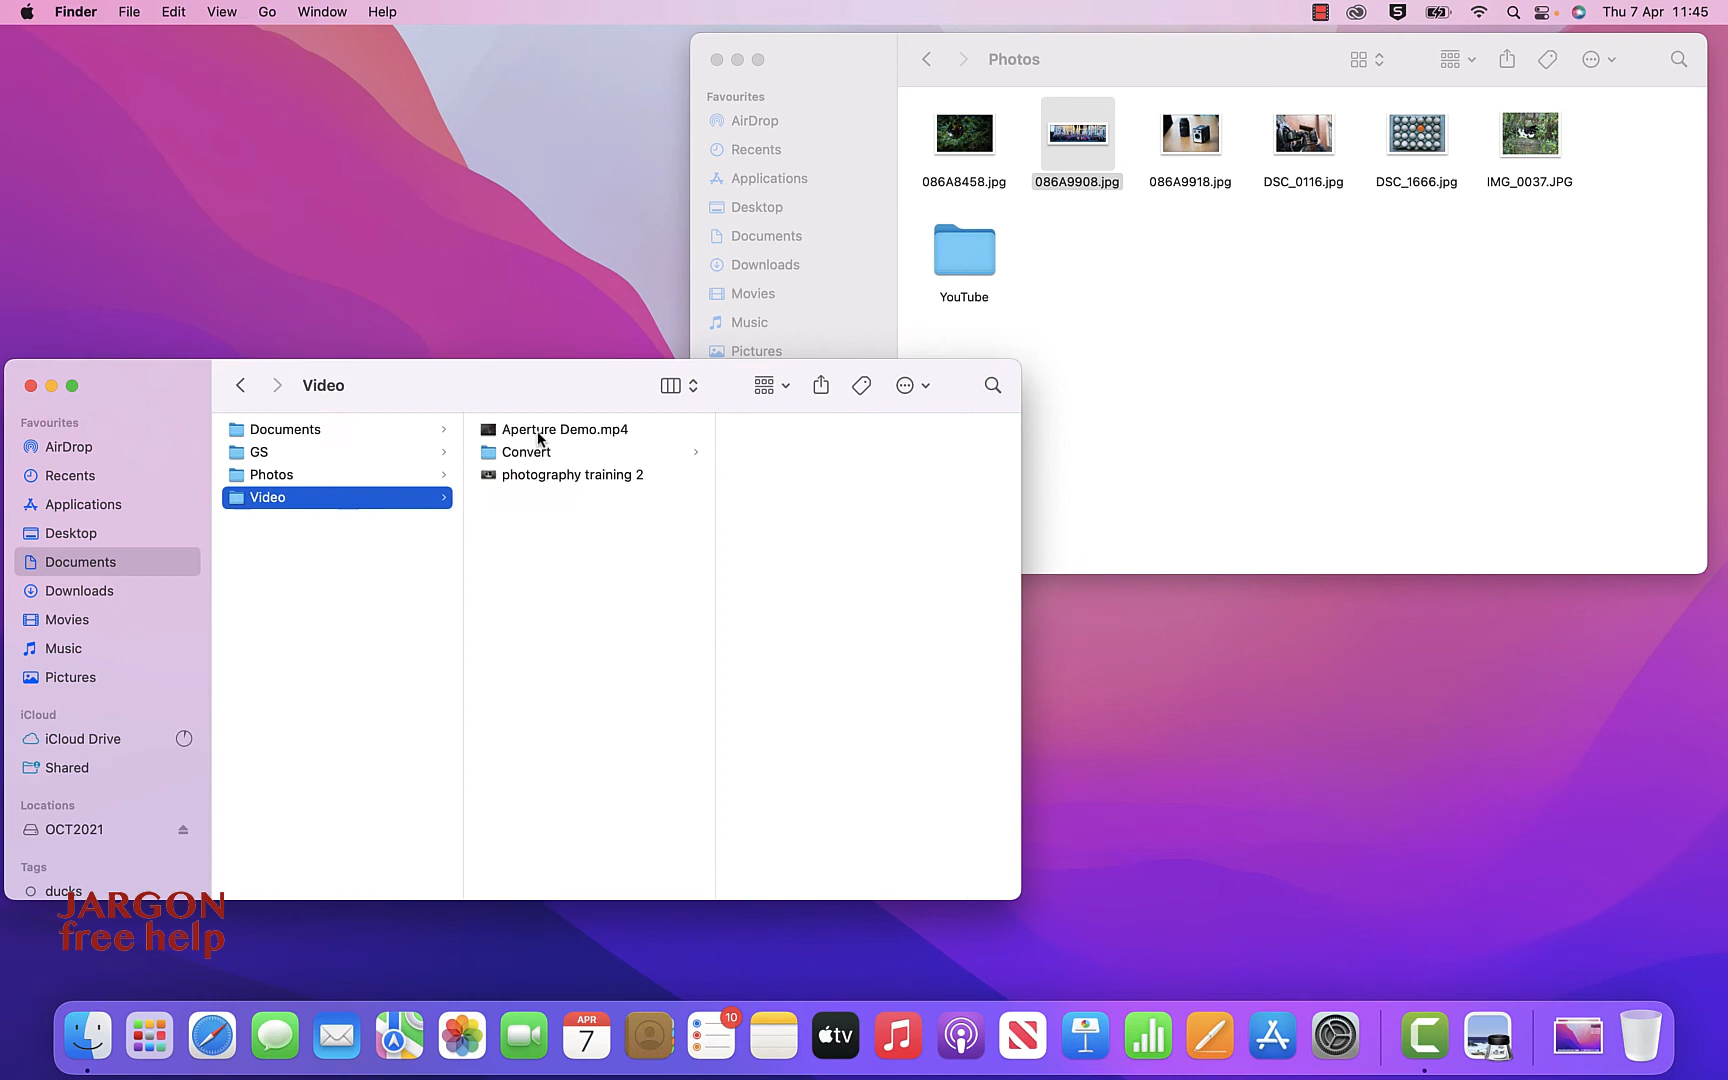 Finder File Edit View Go Window Help
Thu 7 Apr 11:45
Photos
Favourites
AirDrop
Recents
Applications
Desktop
Documents
Downloads
Movies
Music
Pictures
086A8458.jpg
086A9908.jpg
086A9918.jpg
DSC_0116.jpg
DSC_1666.jpg
IMG_0037.JPG
YouTube
Video
Favourites
AirDrop
Recents
Applications
Desktop
Documents
Downloads
Movies
Music
Pictures
iCloud
iCloud Drive
Shared
Locations
OCT2021
Tags
ducks
Documents
GS
Photos
Video
Aperture Demo.mp4
Convert
photography training 2
JARGON
free help
APR
7
10
tv